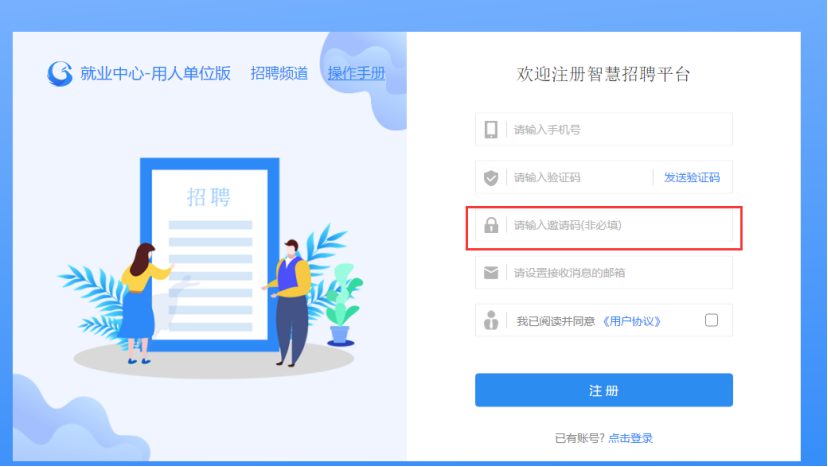 就业中心-用人单位版 招聘频道 操作手册
招聘
欢迎注册智慧招聘平台
请输入手机号
请输入验证码 发送验证码
请输入邀请码(非必填)
请设置接收消息的邮箱
我已阅读并同意 《用户协议》
注 册
已有账号? 点击登录